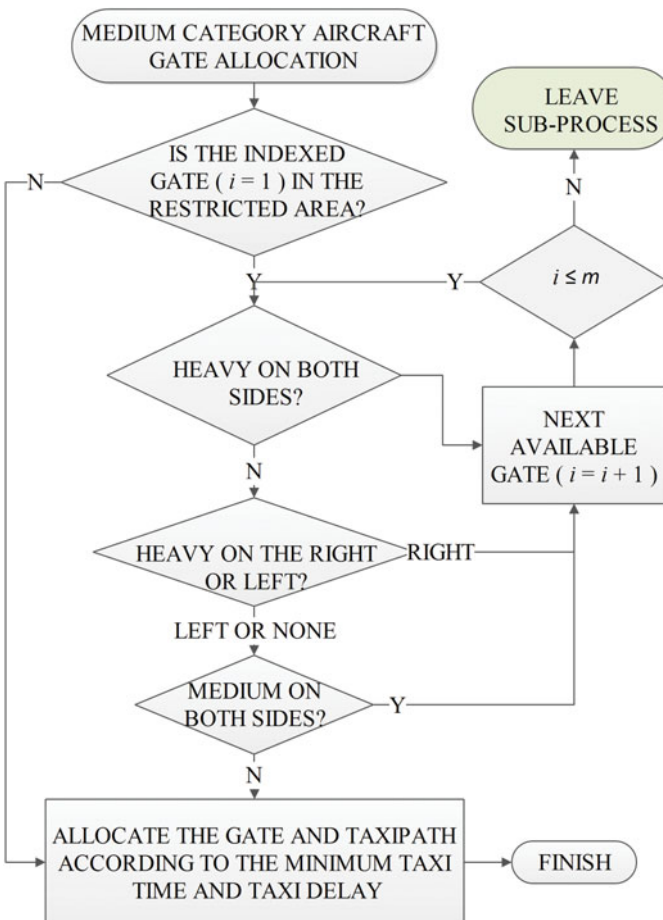 MEDIUM CATEGORY AIRCRAFT
GATE ALLOCATION
LEAVE
SUB-PROCESS
IS THE INDEXED
GATE ( i = 1 ) IN THE
RESTRICTED AREA?
N
N
Y
Y
i ≤ m
HEAVY ON BOTH
SIDES?
NEXT
AVAILABLE
GATE ( i = i + 1 )
N
HEAVY ON THE RIGHT
OR LEFT?
RIGHT
LEFT OR NONE
MEDIUM ON
BOTH SIDES?
Y
N
ALLOCATE THE GATE AND TAXIPATH
ACCORDING TO THE MINIMUM TAXI
TIME AND TAXI DELAY
FINISH